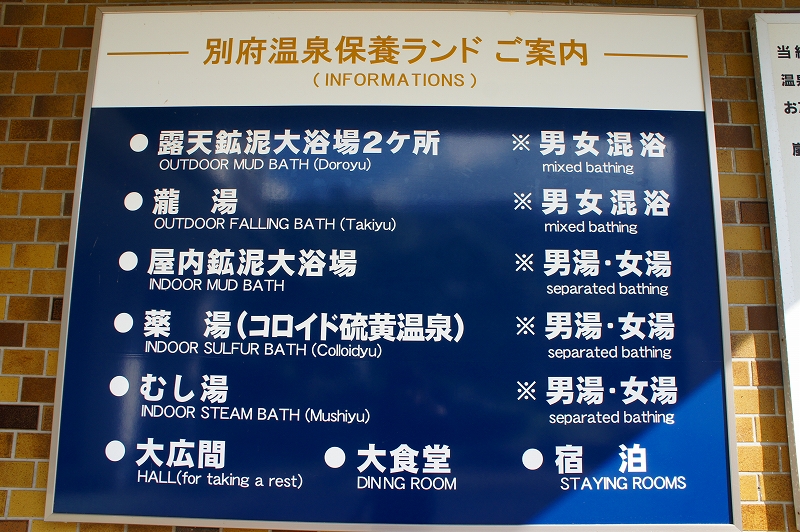 別府温泉保養ランド ご案内
(INFORMATIONS)
● 露天鉱泥大浴場2ケ所 ※ 男女混浴
OUTDOOR MUD BATH (Doroyu) mixed bathing
● 瀧 湯 ※ 男女混浴
OUTDOOR FALLING BATH (Takiyu) mixed bathing
● 屋内鉱泥大浴場 ※ 男湯・女湯
INDOOR MUD BATH separated bathing
● 薬 湯(コロイド硫黄温泉) ※ 男湯・女湯
INDOOR SULFUR BATH (Colloidyu) separated bathing
● むし湯 ※ 男湯・女湯
INDOOR STEAM BATH (Mushiyu) separated bathing
● 大広間 ● 大食堂 ● 宿 泊
HALL(for taking a rest) DINNG ROOM STAYING ROOMS
当
温
お